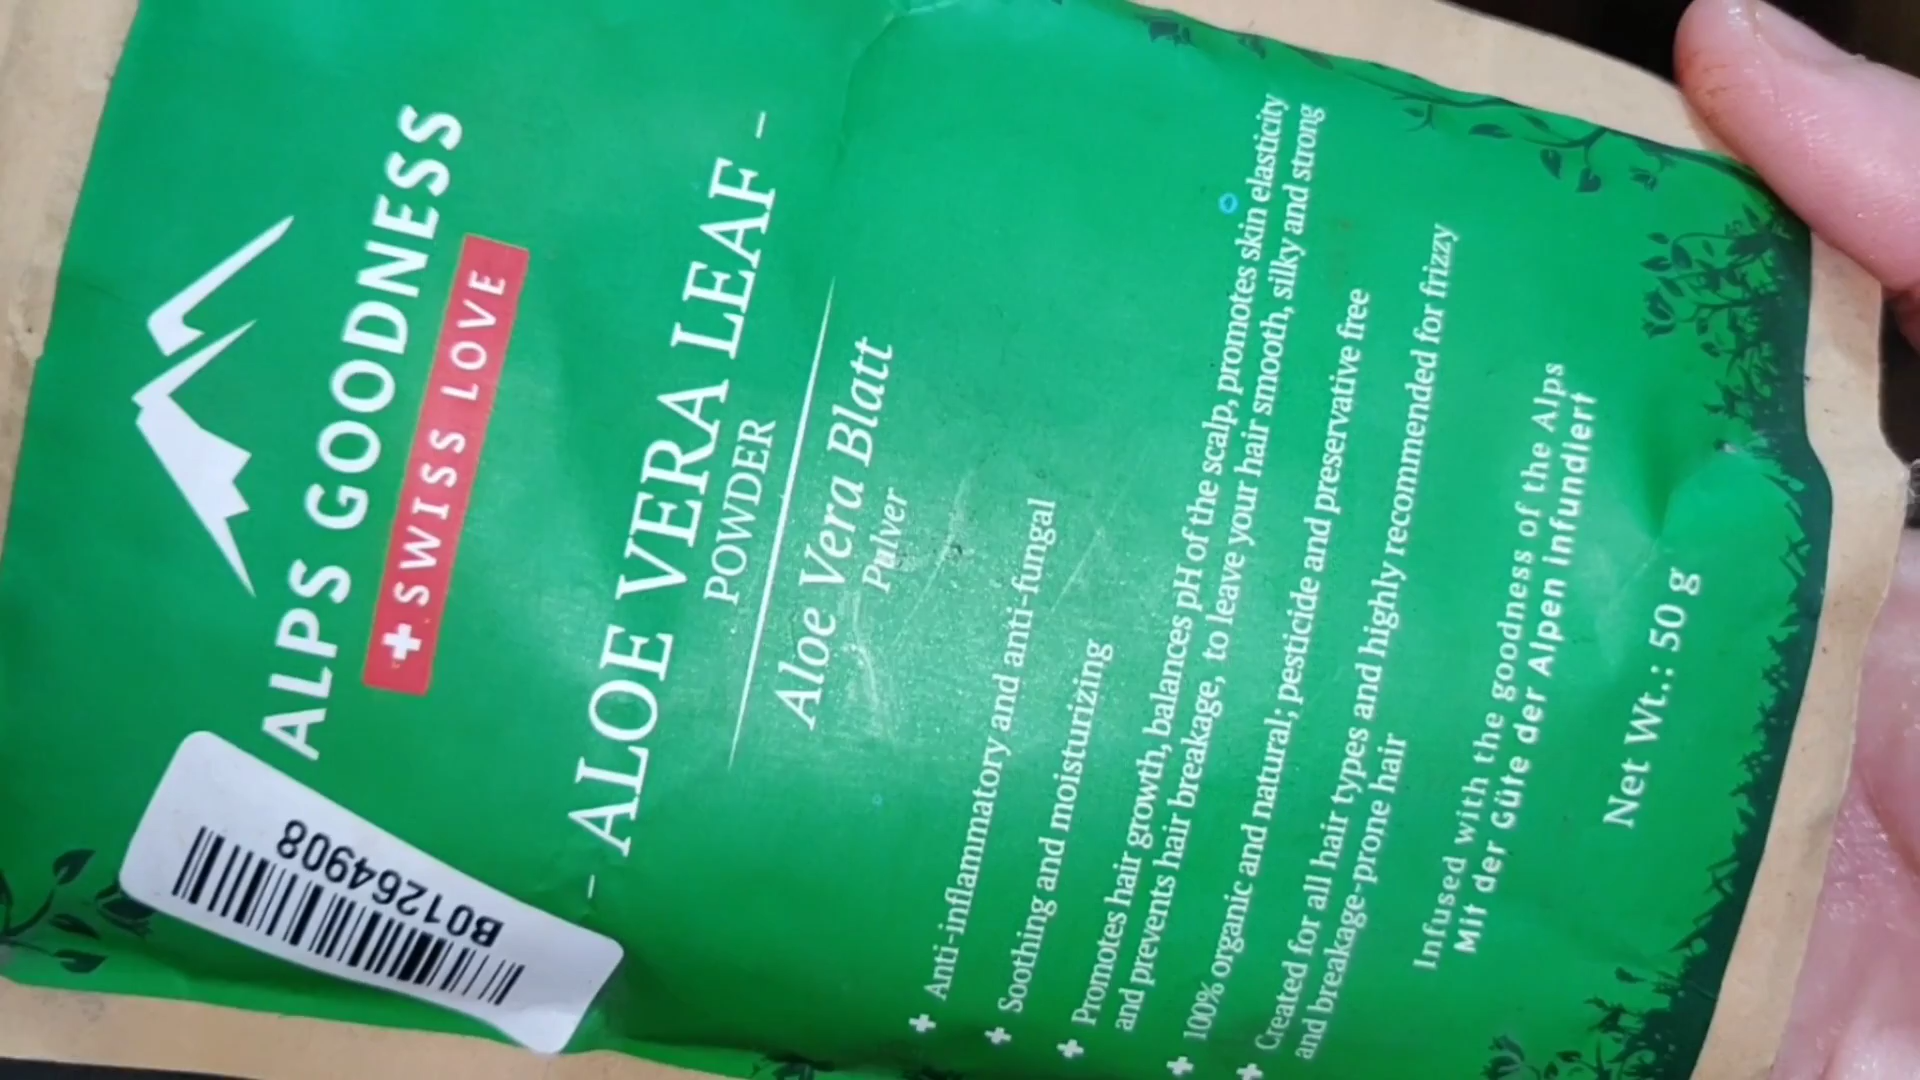 ALPS GOODNESS
SWISS LOVE
B01264908
- ALOE VERA LEAF -
POWDER
Aloe Vera Blatt
Pulver
Anti-inflammatory and anti-fungal
Soothing and moisturizing
Promotes hair growth, balances pH of the scalp, promotes skin elasticity
and prevents hair breakage, to leave your hair smooth, silky and strong
100% organic and natural; pesticide and preservative free
Created for all hair types and highly recommended for frizzy
and breakage-prone hair
Infused with the goodness of the Alps
Mit der Güte der Alpen infundiert
Net Wt.: 50 g